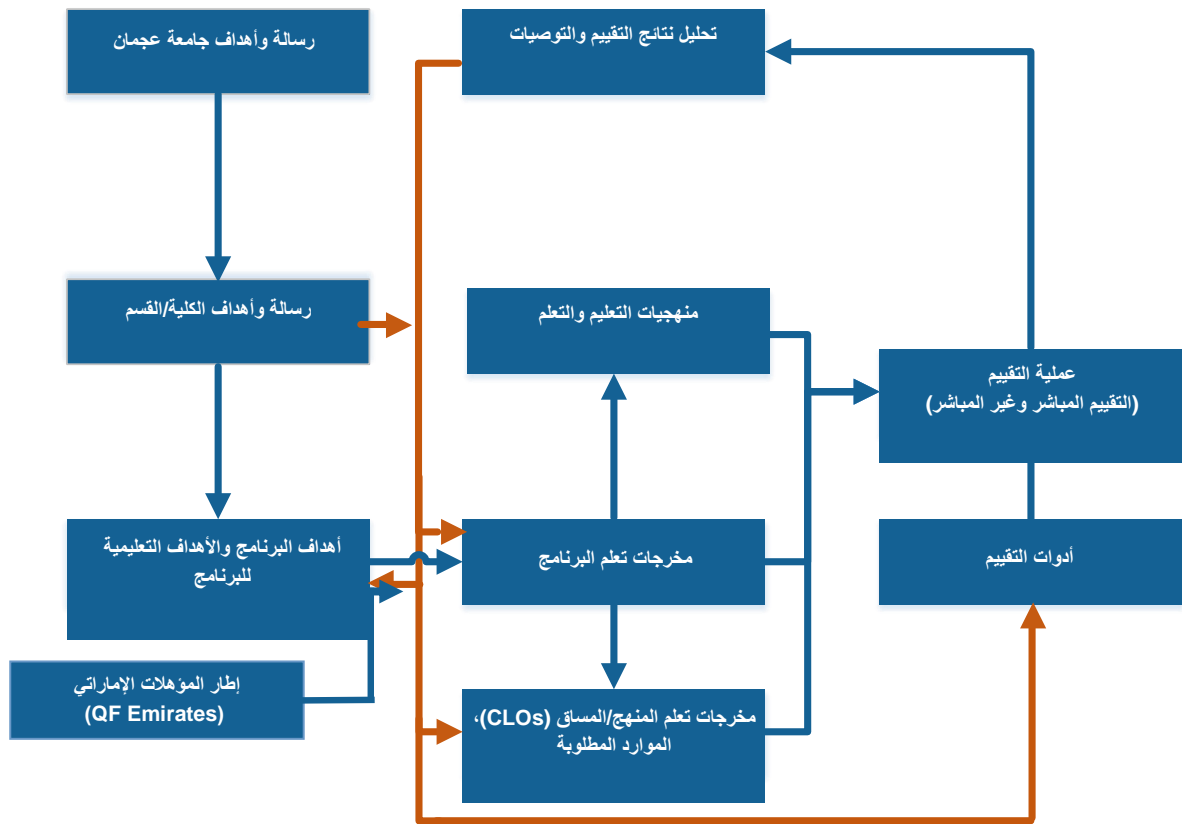 رسالة وأهداف جامعة عجمان
تحليل نتائج التقييم والتوصيات
رسالة وأهداف الكلية/القسم
منهجيات التعليم والتعلم
عملية التقييم
(التقييم المباشر وغير المباشر)
أهداف البرنامج والأهداف التعليمية
للبرنامج
مخرجات تعلم البرنامج
أدوات التقييم
إطار المؤهلات الإماراتي
(QF Emirates)
مخرجات تعلم المنهج/المساق (CLOs)،
الموارد المطلوبة